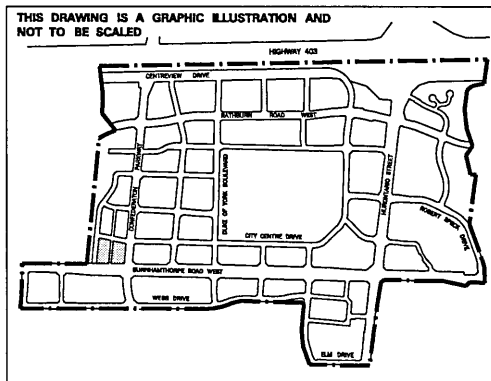 THIS DRAWING IS A GRAPHIC ILLUSTRATION AND
NOT TO BE SCALED
HIGHWAY 403
CENTREVIEW DRIVE
RATHBURN ROAD WEST
CONFEDERATION PARKWAY
DUKE OF YORK BOULEVARD
HURONTARIO STREET
ROBERT SPECK DRIVE
CITY CENTRE DRIVE
BURNHAMTHORPE ROAD WEST
WEBB DRIVE
ELM DRIVE